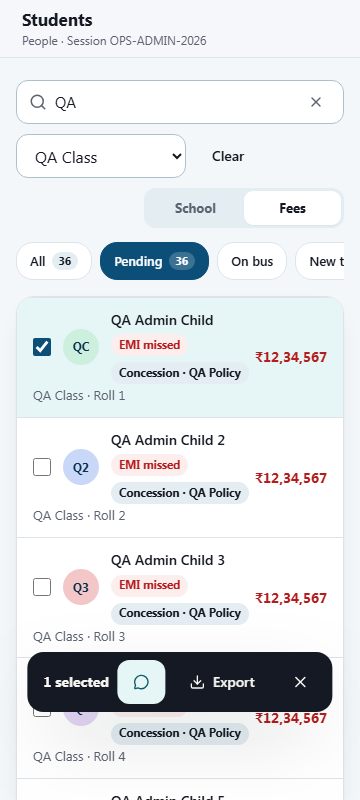 Students
People · Session OPS-ADMIN-2026
QA
QA Class
Clear
School Fees
All 36 Pending 36 On bus New t
QC
QA Admin Child
EMI missed
Concession · QA Policy
₹12,34,567
QA Class · Roll 1
Q2
QA Admin Child 2
EMI missed
Concession · QA Policy
₹12,34,567
QA Class · Roll 2
Q3
QA Admin Child 3
EMI missed
Concession · QA Policy
₹12,34,567
QA Class · Roll 3
1 selected Export
₹12,34,567
Concession · QA Policy
QA Class · Roll 4